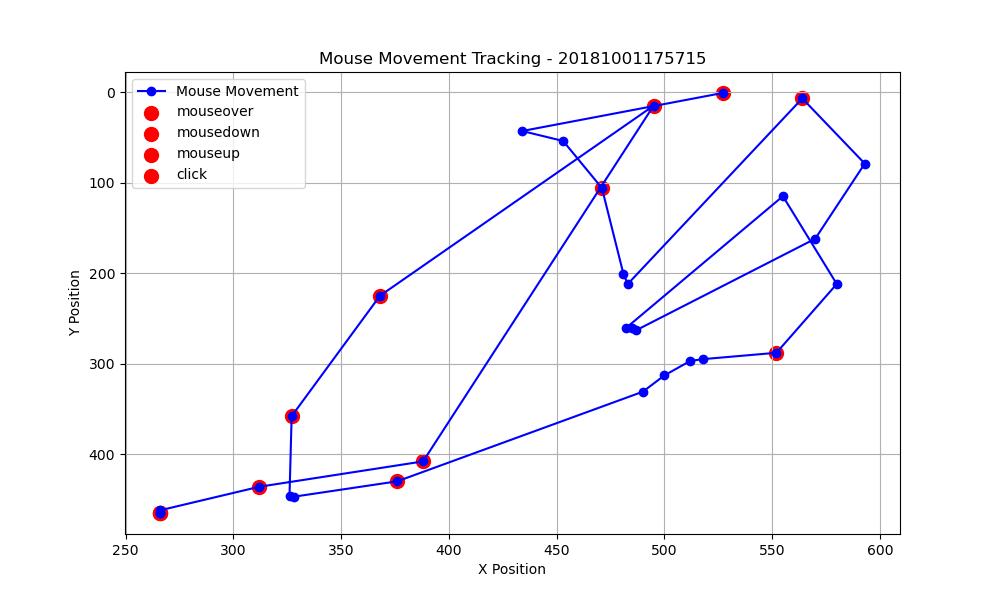 Mouse Movement Tracking - 20181001175715
Mouse Movement
mouseover
mousedown
mouseup
click
0
100
200
300
400
Y Position
250 300 350 400 450 500 550 600
X Position